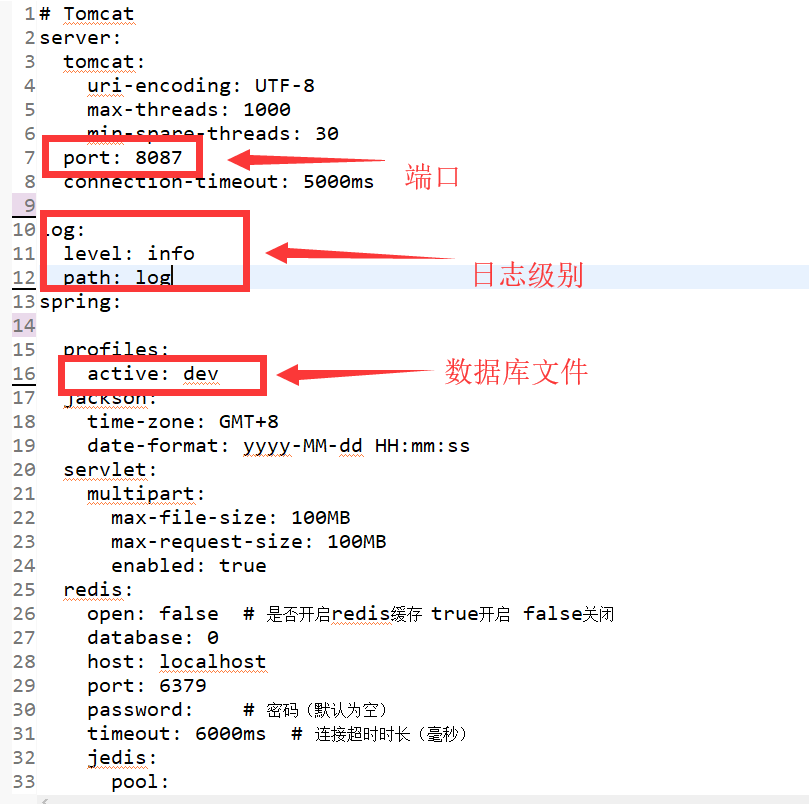 1 # Tomcat
2 server:
3   tomcat:
4     uri-encoding: UTF-8
5     max-threads: 1000
6     min-spare-threads: 30
7   port: 8087
端口
8   connection-timeout: 5000ms
9
10 log:
11   level: info
12   path: log
日志级别
13 spring:
14
15   profiles:
16     active: dev
数据库文件
17   jackson:
18     time-zone: GMT+8
19     date-format: yyyy-MM-dd HH:mm:ss
20   servlet:
21     multipart:
22       max-file-size: 100MB
23       max-request-size: 100MB
24       enabled: true
25   redis:
26     open: false  # 是否开启redis缓存 true开启 false关闭
27     database: 0
28     host: localhost
29     port: 6379
30     password:    # 密码（默认为空）
31     timeout: 6000ms  # 连接超时时长（毫秒）
32     jedis:
33       pool: